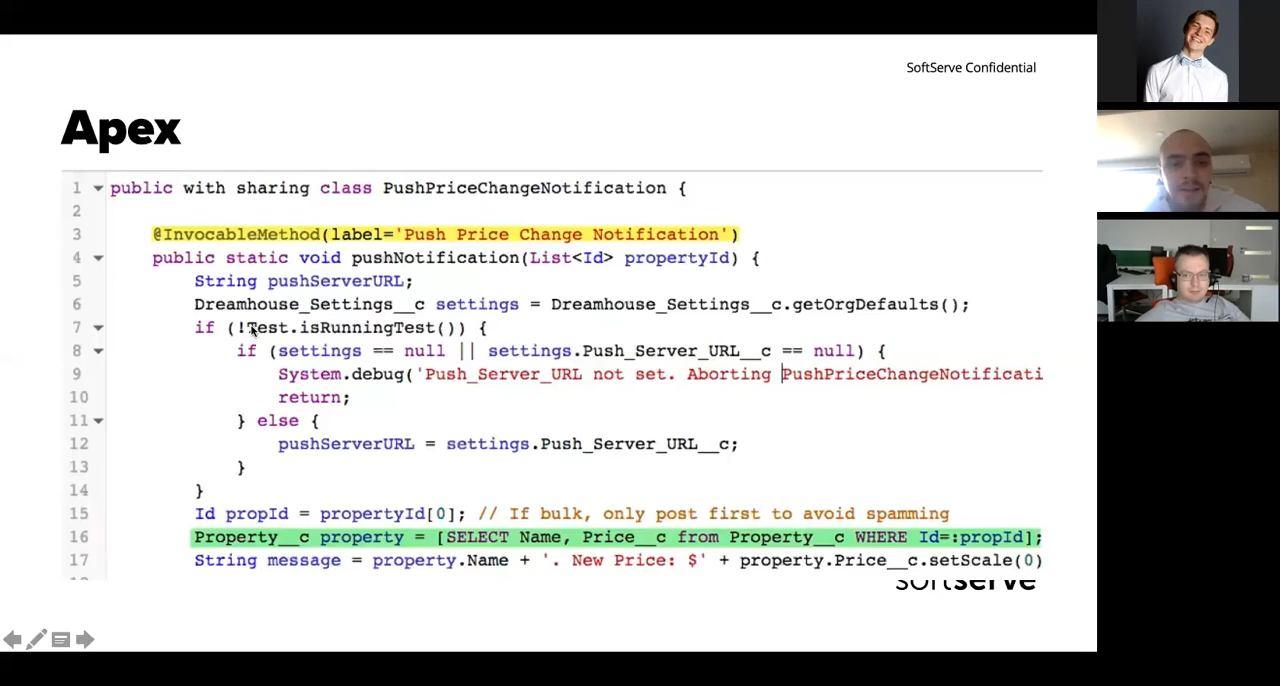 SoftServe Confidential
Apex
1 public with sharing class PushPriceChangeNotification {
2
3 @InvocableMethod(label='Push Price Change Notification')
4 public static void pushNotification(List<Id> propertyId) {
5 String pushServerURL;
6 Dreamhouse_Settings__c settings = Dreamhouse_Settings__c.getOrgDefaults();
7 if (!Test.isRunningTest()) {
8 if (settings == null || settings.Push_Server_URL__c == null) {
9 System.debug('Push_Server_URL not set. Aborting PushPriceChangeNotificati
10 return;
11 } else {
12 pushServerURL = settings.Push_Server_URL__c;
13 }
14 }
15 Id propId = propertyId[0]; // If bulk, only post first to avoid spamming
16 Property__c property = [SELECT Name, Price__c from Property__c WHERE Id=:propId];
17 String message = property.Name + '. New Price: $' + property.Price__c.setScale(0)
softserve